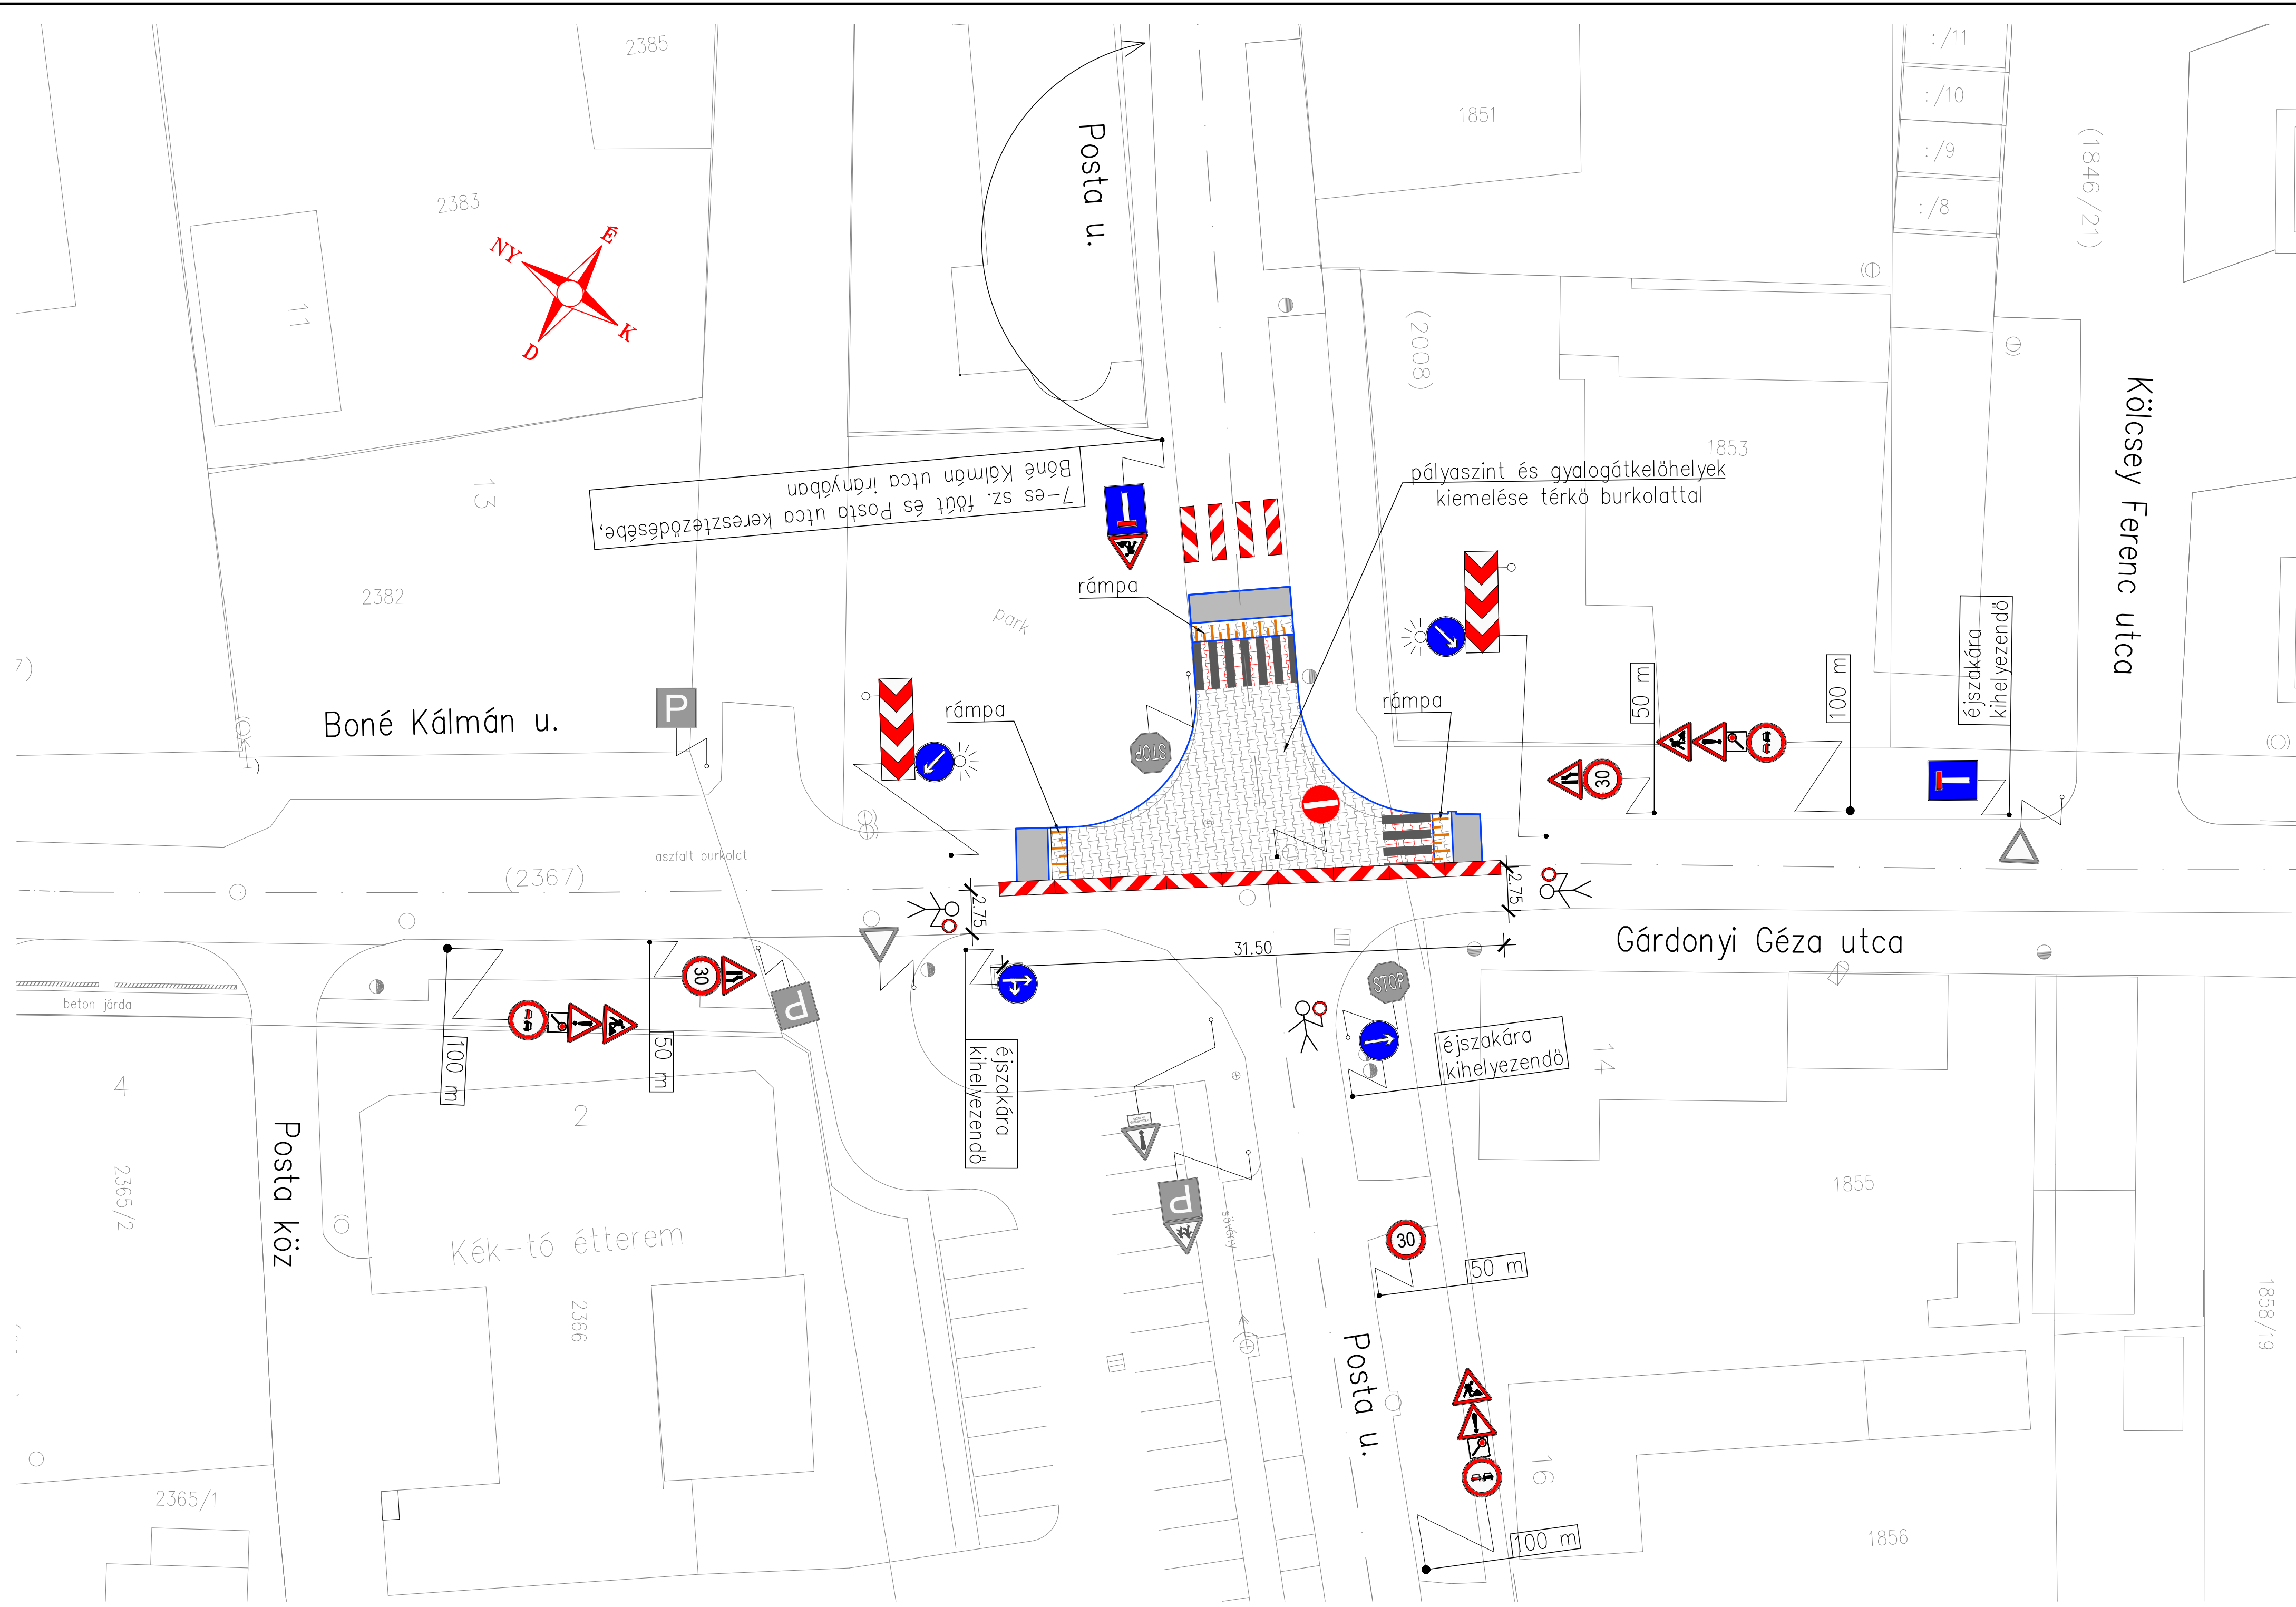 2385
:/11
:/10
:/9
:/8
(1846/21)
1851
2383
Posta u.
NY
É
K
D
11
(2008)
Kölcsey Ferenc utca
1853
7-es sz. főút és Posta utca kereszteződésébe,
Boné Kálmán utca irányában
pályaszint és gyalogátkelőhelyek
kiemelése térkő burkolattal
13
2382
park
rámpa
rámpa
rámpa
50 m
100 m
éjszakára
kihelyezendő
7)
Boné Kálmán u.
P
STOP
30
aszfalt burkolat
(2367)
2.75
2.75
31.50
Gárdonyi Géza utca
30
STOP
P
beton járda
100 m
50 m
éjszakára
kihelyezendő
éjszakára
kihelyezendő
14
4
2
2365/2
Posta köz
Kék-tó étterem
2366
P
sövény
30
50 m
1855
1858/19
Posta u.
16
100 m
2365/1
1856